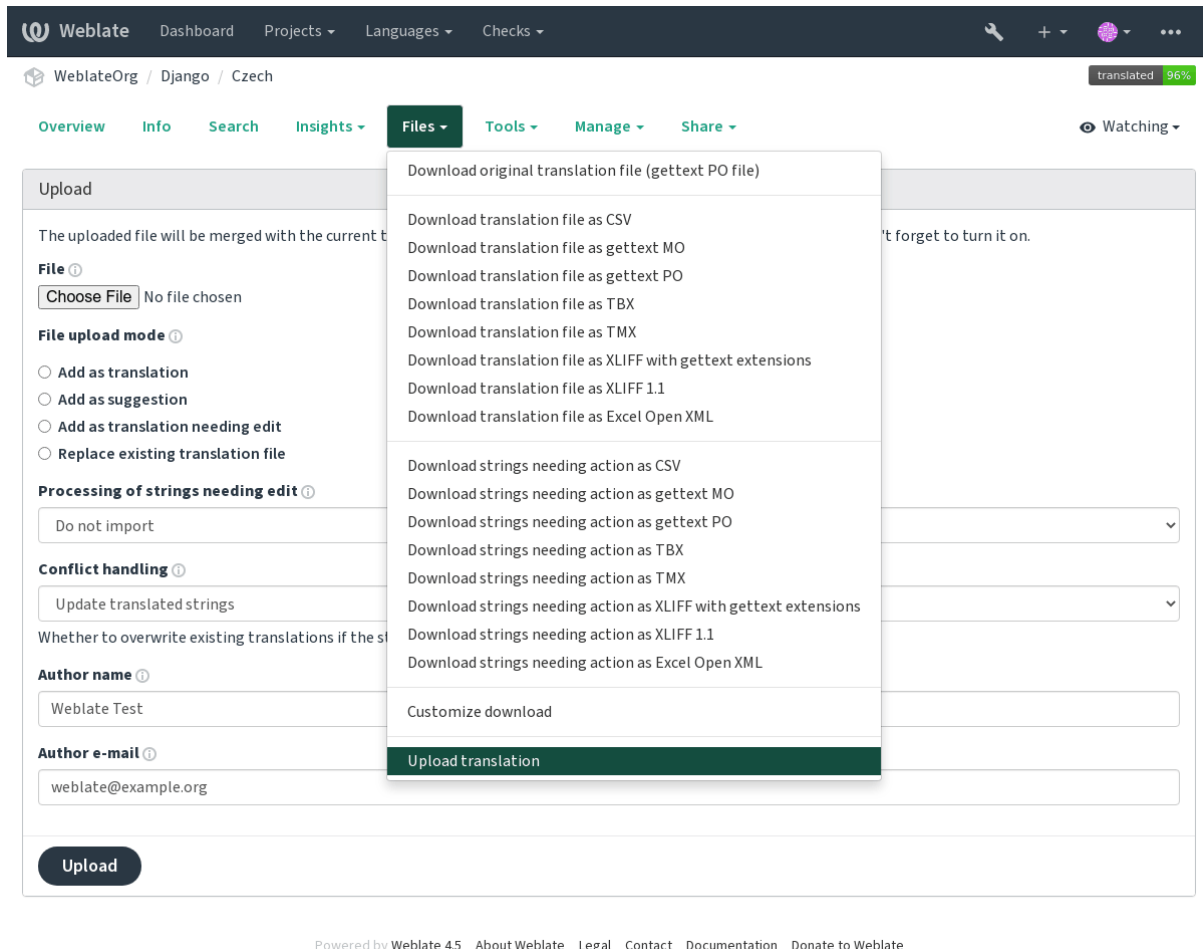 Weblate Dashboard Projects Languages Checks
WeblateOrg / Django / Czech
translated 96%
Overview Info Search Insights Files Tools Manage Share Watching
Download original translation file (gettext PO file)
Download translation file as CSV
Download translation file as gettext MO
Download translation file as gettext PO
Download translation file as TBX
Download translation file as TMX
Download translation file as XLIFF with gettext extensions
Download translation file as XLIFF 1.1
Download translation file as Excel Open XML
Download strings needing action as CSV
Download strings needing action as gettext MO
Download strings needing action as gettext PO
Download strings needing action as TBX
Download strings needing action as TMX
Download strings needing action as XLIFF with gettext extensions
Download strings needing action as XLIFF 1.1
Download strings needing action as Excel Open XML
Customize download
Upload translation
Upload
The uploaded file will be merged with the current 't forget to turn it on.
File
Choose File No file chosen
File upload mode
Add as translation
Add as suggestion
Add as translation needing edit
Replace existing translation file
Processing of strings needing edit
Do not import
Conflict handling
Update translated strings
Whether to overwrite existing translations if the
Author name
Weblate Test
Author e-mail
weblate@example.org
Upload
Powered by Weblate 4.5 About Weblate Legal Contact Documentation Donate to Weblate